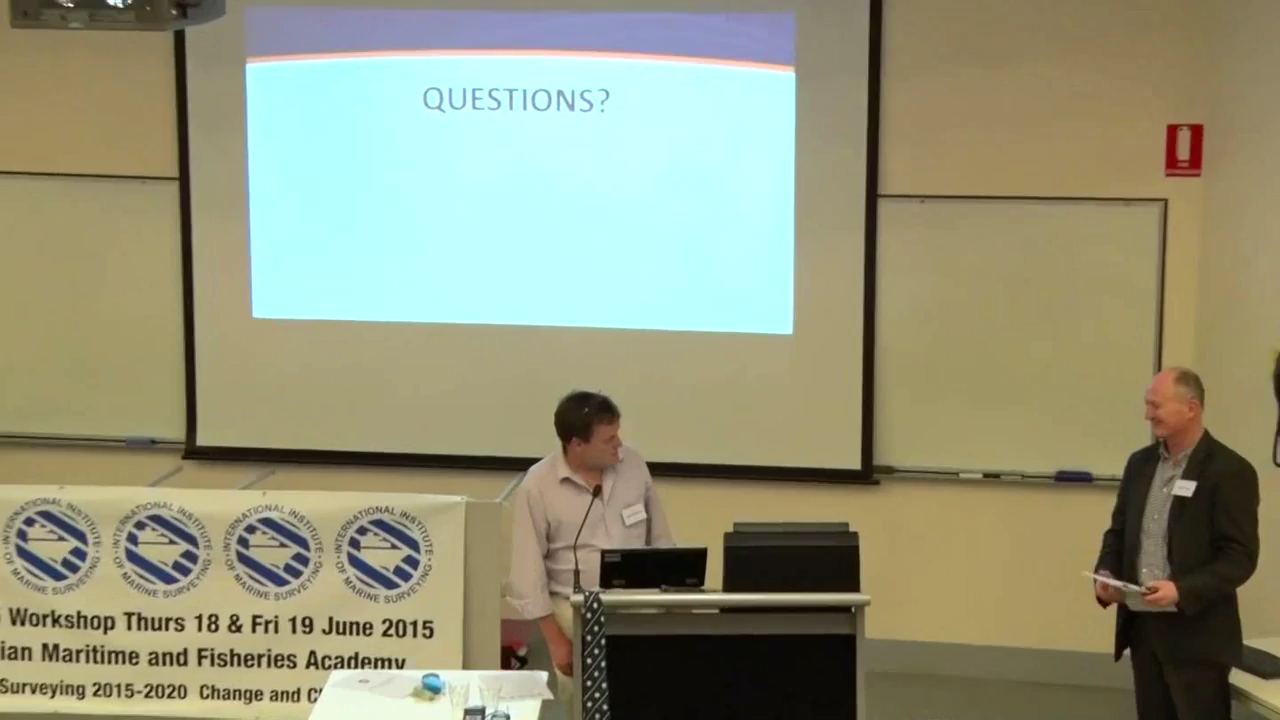 QUESTIONS?
INTERNATIONAL INSTITUTE OF MARINE SURVEYING
INTERNATIONAL INSTITUTE OF MARINE SURVEYING
INTERNATIONAL INSTITUTE OF MARINE SURVEYING
INTERNATIONAL INSTITUTE OF MARINE SURVEYING
Workshop Thurs 18 & Fri 19 June 2015
ian Maritime and Fisheries Academy
Surveying 2015-2020 Change and